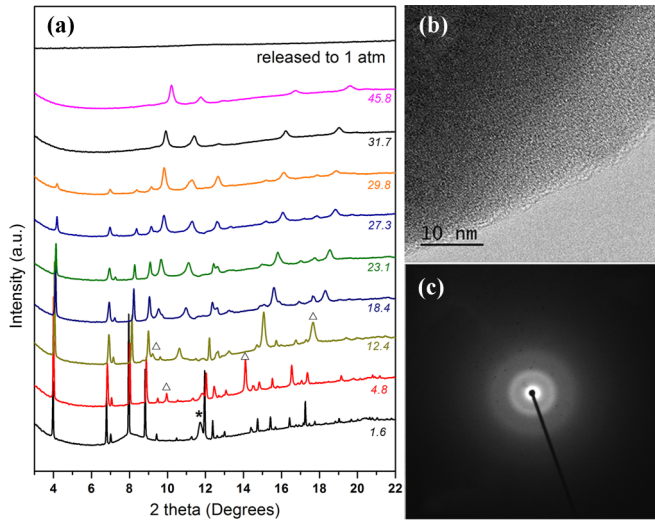 (a)
released to 1 atm
45.8
31.7
29.8
27.3
23.1
18.4
12.4
4.8
1.6
*
Intensity (a.u.)
4 6 8 10 12 14 16 18 20 22
2 theta (Degrees)
(b)
10 nm
(c)